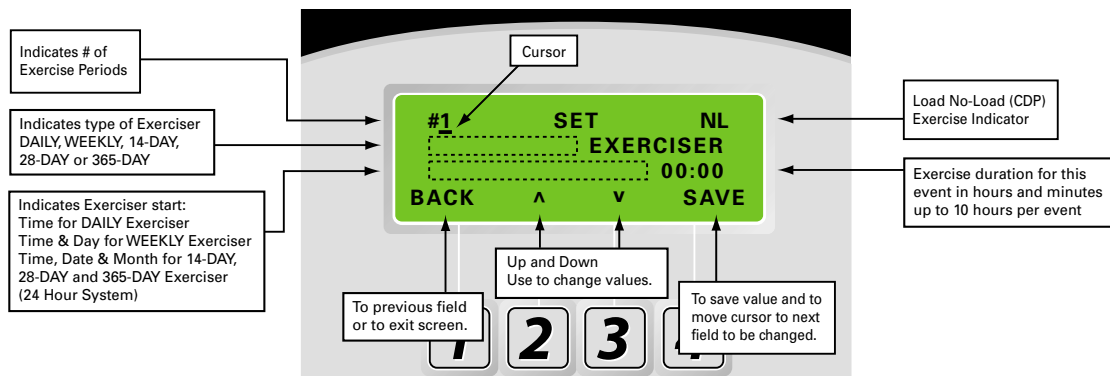 Indicates # of
Exercise Periods
Indicates type of Exerciser
DAILY, WEEKLY, 14-DAY,
28-DAY or 365-DAY
Indicates Exerciser start:
Time for DAILY Exerciser
Time & Day for WEEKLY Exerciser
Time, Date & Month for 14-DAY,
28-DAY and 365-DAY Exerciser
(24 Hour System)
Cursor
#1 SET NL
EXERCISER
00:00
BACK ʌ v SAVE
Load No-Load (CDP)
Exercise Indicator
Exercise duration for this
event in hours and minutes
up to 10 hours per event
To previous field
or to exit screen.
Up and Down
Use to change values.
To save value and to
move cursor to next
field to be changed.
1 2 3 4